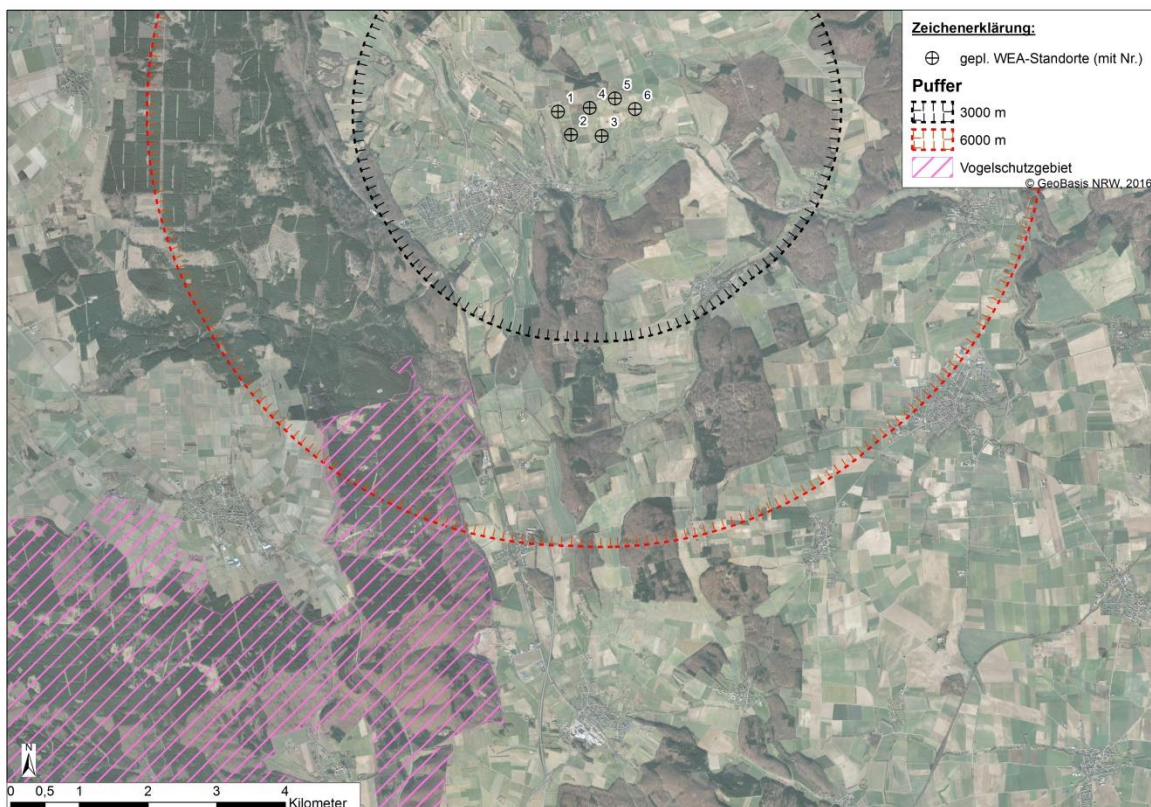 Zeichenerklärung:
gepl. WEA-Standorte (mit Nr.)
Puffer
3000 m
6000 m
Vogelschutzgebiet
© GeoBasis NRW, 2016
5
4
6
1
2
3
N
0 0,5 1 2 3 4
Kilometer